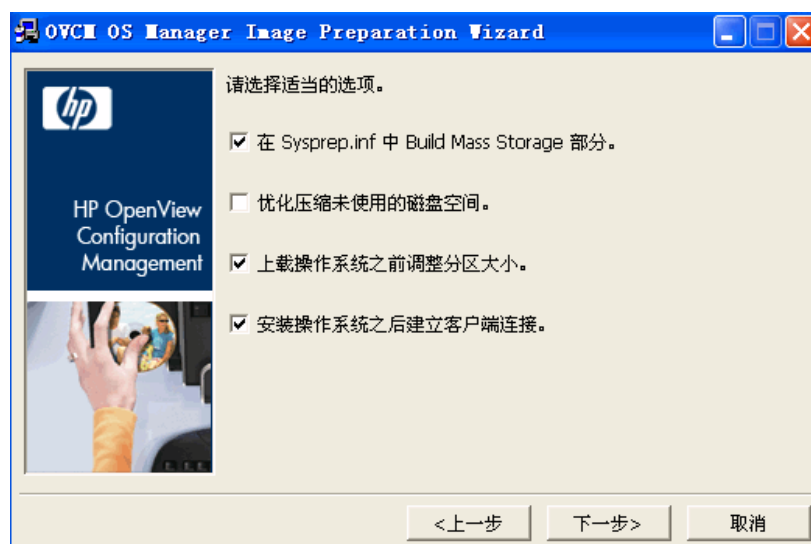 OVCM OS Manager Image Preparation Wizard
hp
HP OpenView
Configuration
Management
请选择适当的选项。
在 Sysprep.inf 中 Build Mass Storage 部分。
优化压缩未使用的磁盘空间。
上载操作系统之前调整分区大小。
安装操作系统之后建立客户端连接。
<上一步
下一步>
取消